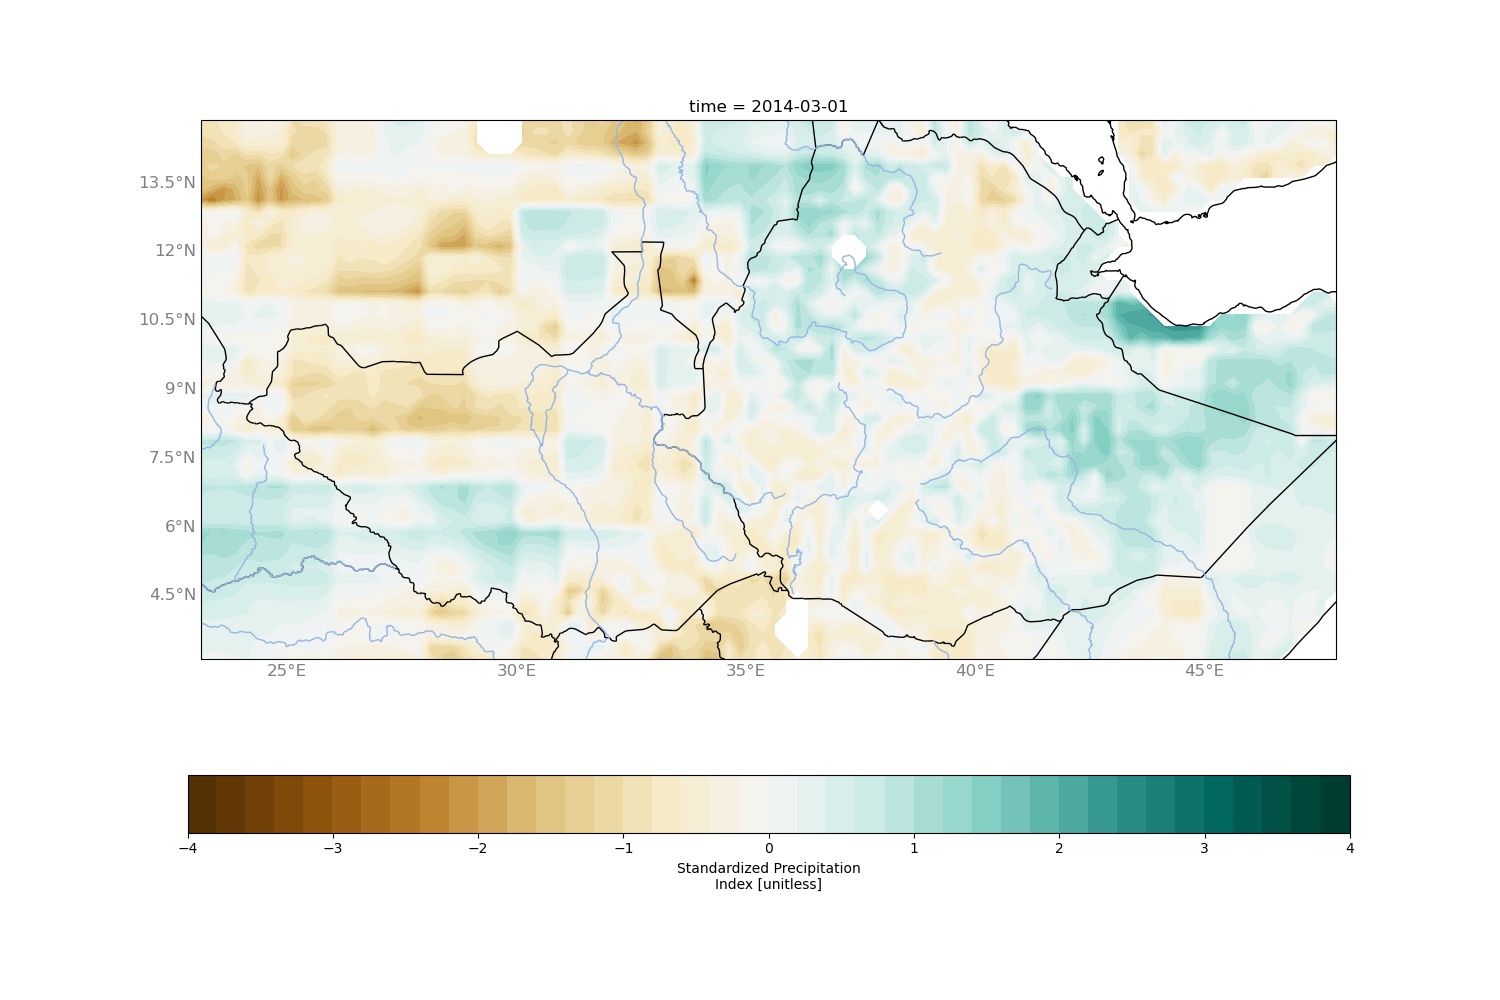 time = 2014-03-01
13.5°N
12°N
10.5°N
9°N
7.5°N
6°N
4.5°N
25°E 30°E 35°E 40°E 45°E
−4 −3 −2 −1 0 1 2 3 4
Standardized Precipitation
Index [unitless]